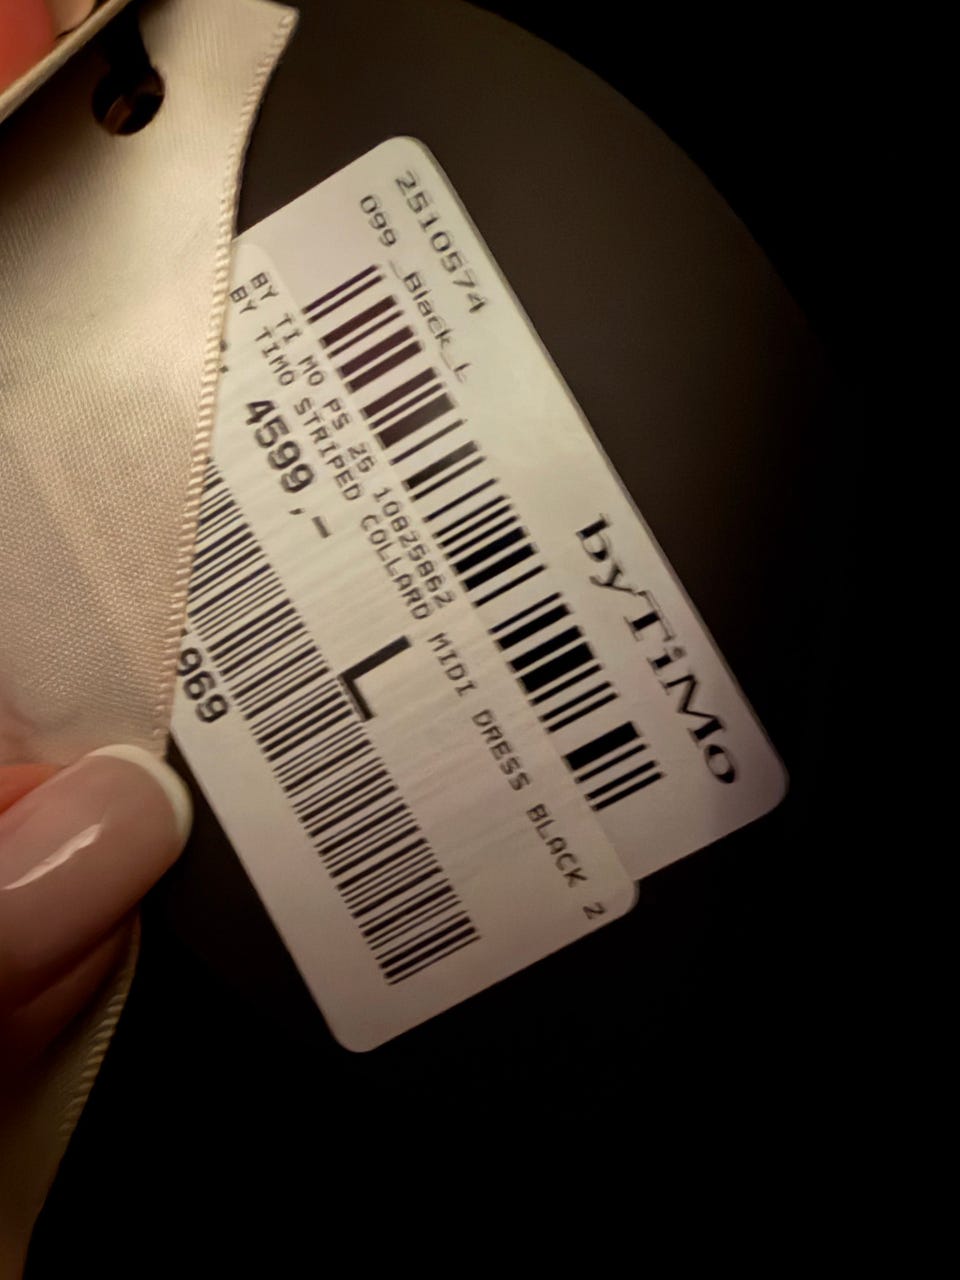 2510574
099 _Black_L
byTiMo
BY TI MO PS 25 10825862
BY TIMO STRIPED COLLARD MIDI DRESS BLACK 2
4599,-
L
969